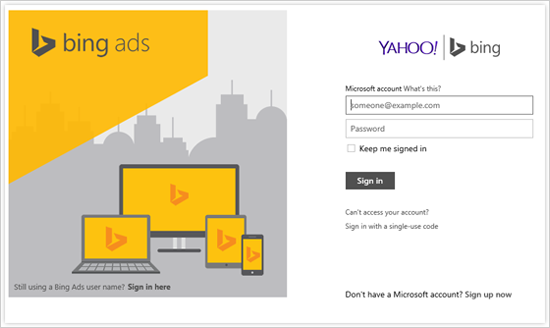 bing ads
Still using a Bing Ads user name? Sign in here
YAHOO! bing
Microsoft account What's this?
someone@example.com
Password
Keep me signed in
Sign in
Can't access your account?
Sign in with a single-use code
Don't have a Microsoft account? Sign up now